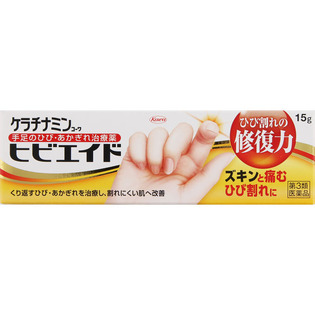 ケラチナミンコーワ
手足のひび・あかぎれ治療薬
ヒビエイド
くり返すひび・あかぎれを治療し、割れにくい肌へ改善
Kowa
ひび割れの
修復力
15g
ズキンと痛む
ひび割れに
第3類
医薬品